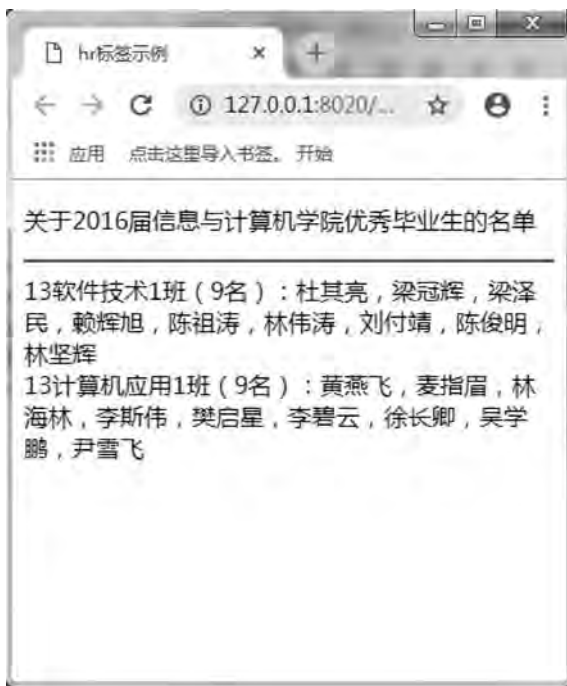 hr标签示例
127.0.0.1:8020/...
应用 点击这里导入书签。 开始
关于2016届信息与计算机学院优秀毕业生的名单
13软件技术1班（9名）：杜其亮，梁冠辉，梁泽
民，赖辉旭，陈祖涛，林伟涛，刘付靖，陈俊明，
林坚辉
13计算机应用1班（9名）：黄燕飞，麦指眉，林
海林，李斯伟，樊启星，李碧云，徐长卿，吴学
鹏，尹雪飞